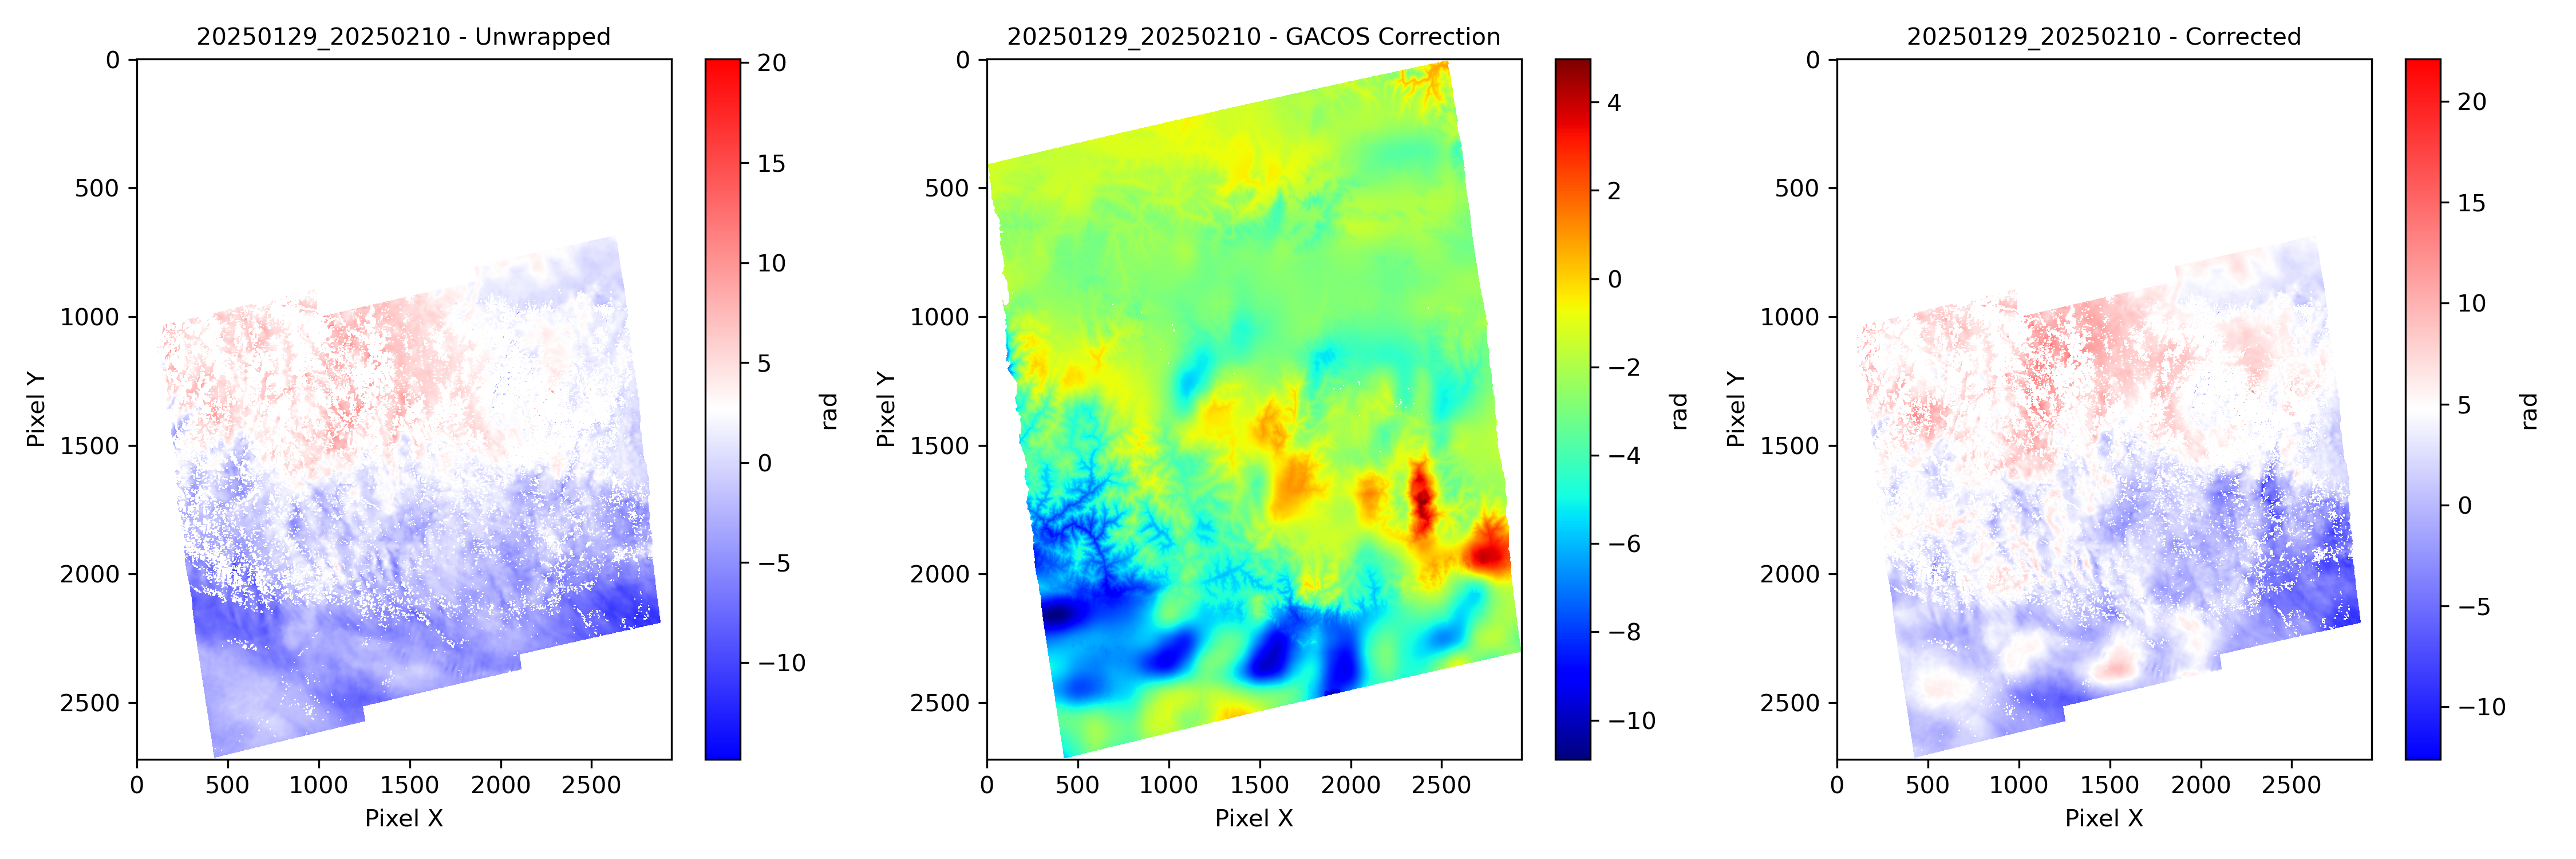 20250129_20250210 - Unwrapped
0
500
1000
1500
2000
2500
Pixel Y
0 500 1000 1500 2000 2500
Pixel X
20
15
10
5
0
−5
−10
rad
20250129_20250210 - GACOS Correction
0
500
1000
1500
2000
2500
Pixel Y
0 500 1000 1500 2000 2500
Pixel X
4
2
0
−2
−4
−6
−8
−10
rad
20250129_20250210 - Corrected
0
500
1000
1500
2000
2500
Pixel Y
0 500 1000 1500 2000 2500
Pixel X
20
15
10
5
0
−5
−10
rad